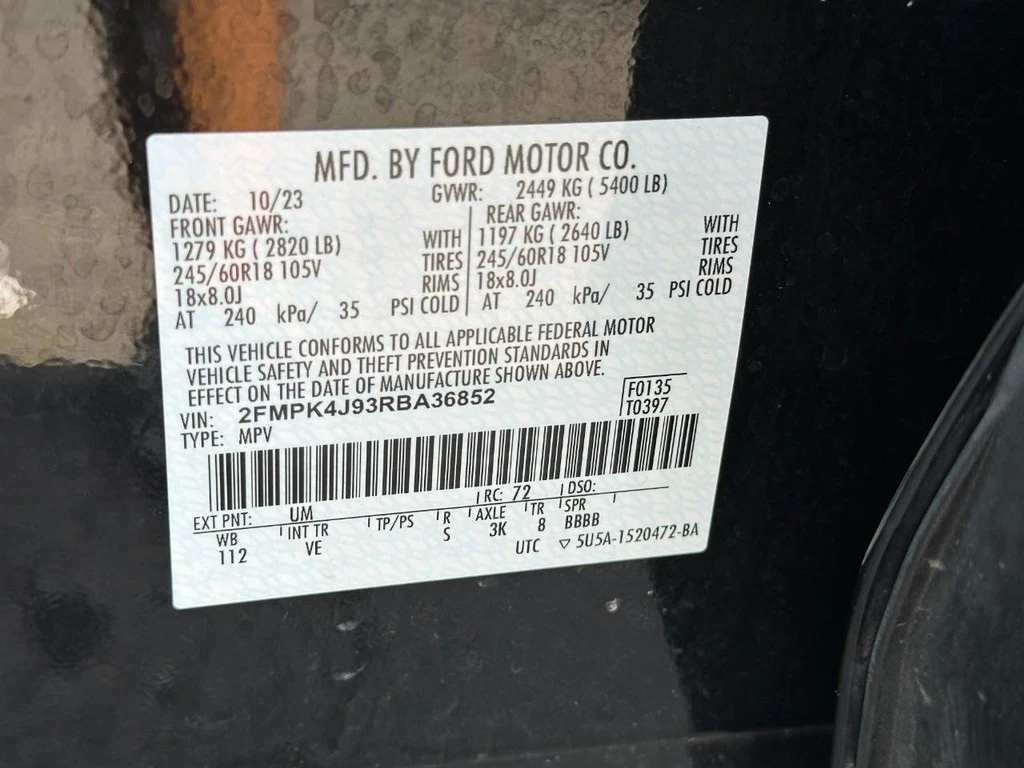 MFD. BY FORD MOTOR CO.
DATE: 10/23 GVWR: 2449 KG ( 5400 LB)
FRONT GAWR: REAR GAWR:
1279 KG ( 2820 LB) WITH 1197 KG ( 2640 LB) WITH
245/60R18 105V TIRES 245/60R18 105V TIRES
18x8.0J RIMS 18x8.0J RIMS
AT 240 kPa/ 35 PSI COLD AT 240 kPa/ 35 PSI COLD
THIS VEHICLE CONFORMS TO ALL APPLICABLE FEDERAL MOTOR
VEHICLE SAFETY AND THEFT PREVENTION STANDARDS IN
EFFECT ON THE DATE OF MANUFACTURE SHOWN ABOVE.
VIN: 2FMPK4J93RBA36852 F0135
TYPE: MPV T0397
EXT PNT: UM RC: 72 DSO:
WB INT TR TP/PS R AXLE TR SPR
112 VE S 3K 8 BBBB
UTC ▽ 5U5A-1520472-BA